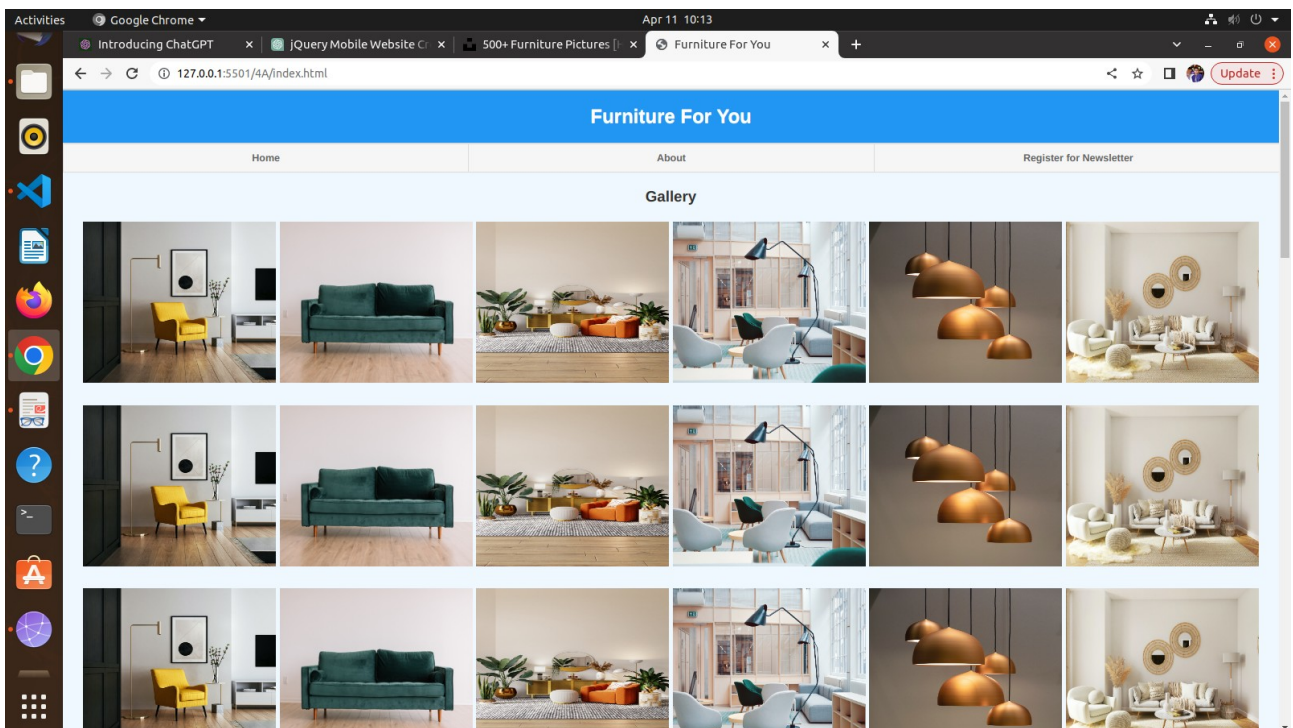 Activities Google Chrome Apr 11 10:13
Introducing ChatGPT jQuery Mobile Website Cr 500+ Furniture Pictures [H Furniture For You
127.0.0.1:5501/4A/index.html Update
Furniture For You
Home About Register for Newsletter
Gallery